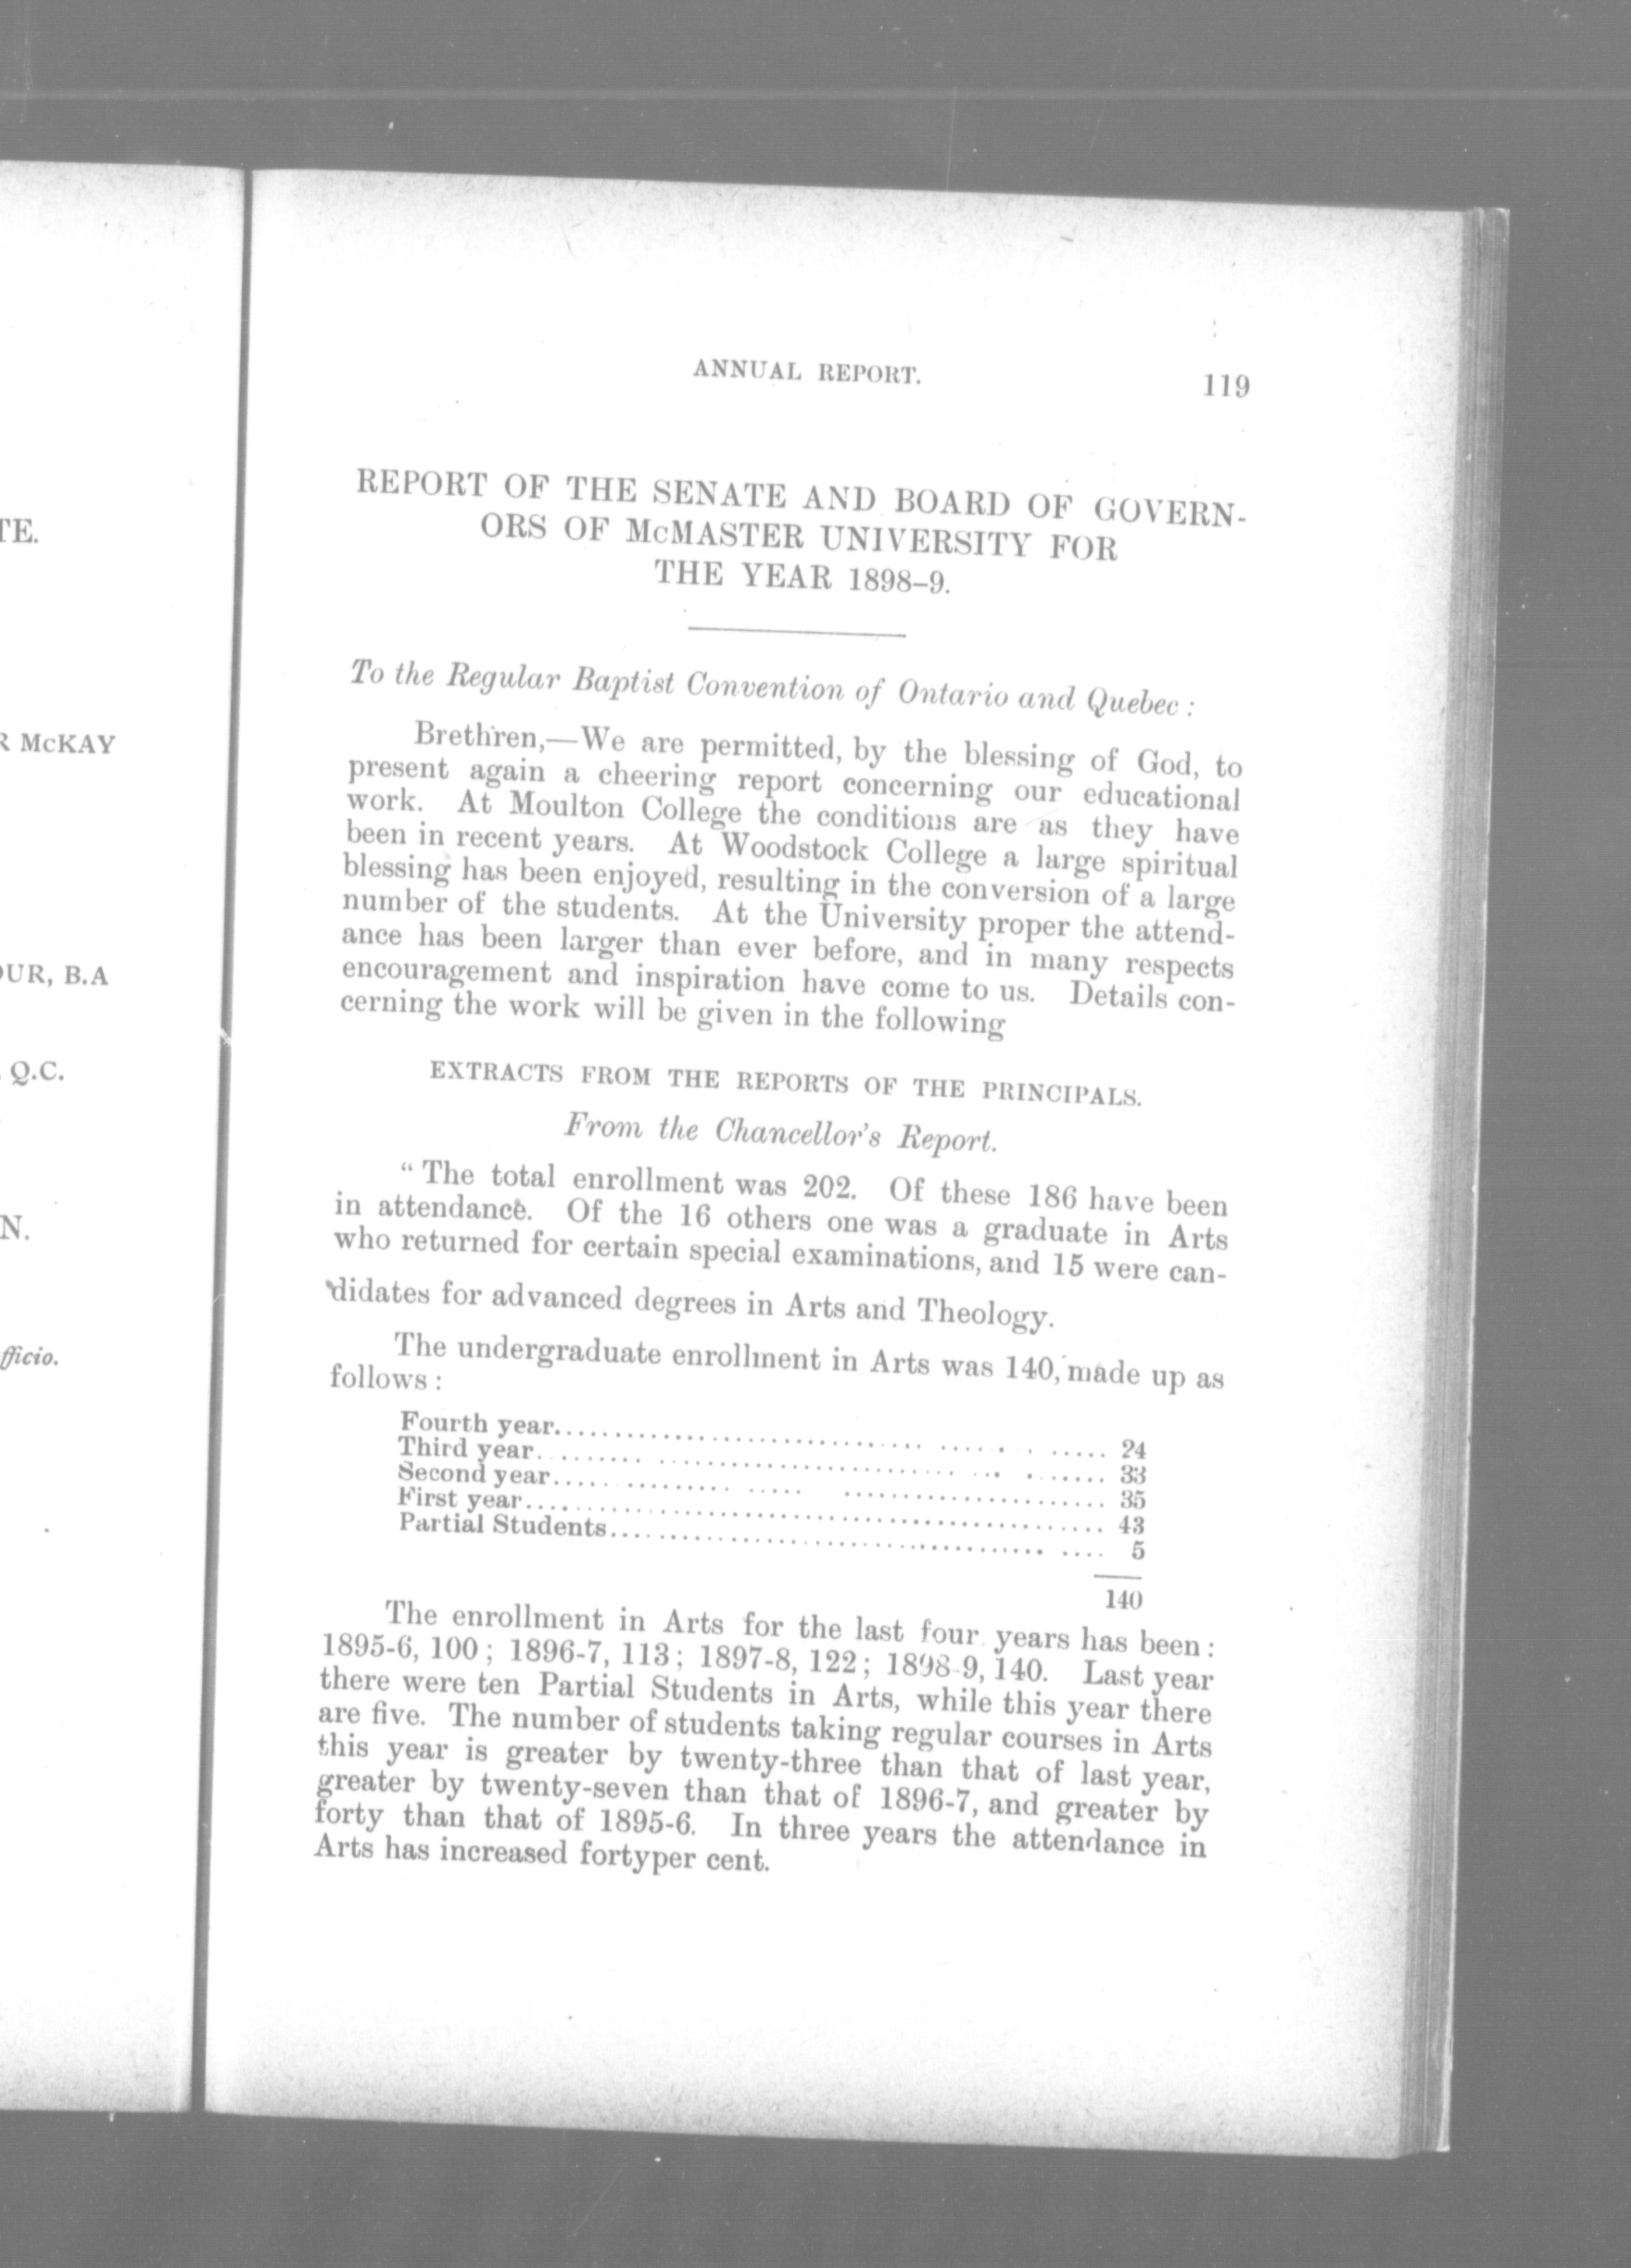 TE.
R MCKAY
OUR, B.A
Q.C.
N.
fficio.
ANNUAL REPORT. 119
REPORT OF THE SENATE AND BOARD OF GOVERN-
ORS OF McMASTER UNIVERSITY FOR
THE YEAR 1898-9.
To the Regular Baptist Convention of Ontario and Quebec:
Brethren,—We are permitted, by the blessing of God, to
present again a cheering report concerning our educational
work. At Moulton College the conditions are as they have
been in recent years. At Woodstock College a large spiritual
blessing has been enjoyed, resulting in the conversion of a large
number of the students. At the University proper the attend-
ance has been larger than ever before, and in many respects
encouragement and inspiration have come to us. Details con-
cerning the work will be given in the following
EXTRACTS FROM THE REPORTS OF THE PRINCIPALS.
From the Chancellor's Report.
"The total enrollment was 202. Of these 186 have been
in attendance. Of the 16 others one was a graduate in Arts
who returned for certain special examinations, and 15 were can-
didates for advanced degrees in Arts and Theology.
The undergraduate enrollment in Arts was 140, made up as
follows:
Fourth year........................................ 24
Third year........................................ 33
Second year........................................ 35
First year........................................ 43
Partial Students........................................ 5
140
The enrollment in Arts for the last four years has been:
1895-6, 100; 1896-7, 113; 1897-8, 122; 1898-9, 140. Last year
there were ten Partial Students in Arts, while this year there
are five. The number of students taking regular courses in Arts
this year is greater by twenty-three than that of last year,
greater by twenty-seven than that of 1896-7, and greater by
forty than that of 1895-6. In three years the attendance in
Arts has increased fortyper cent.